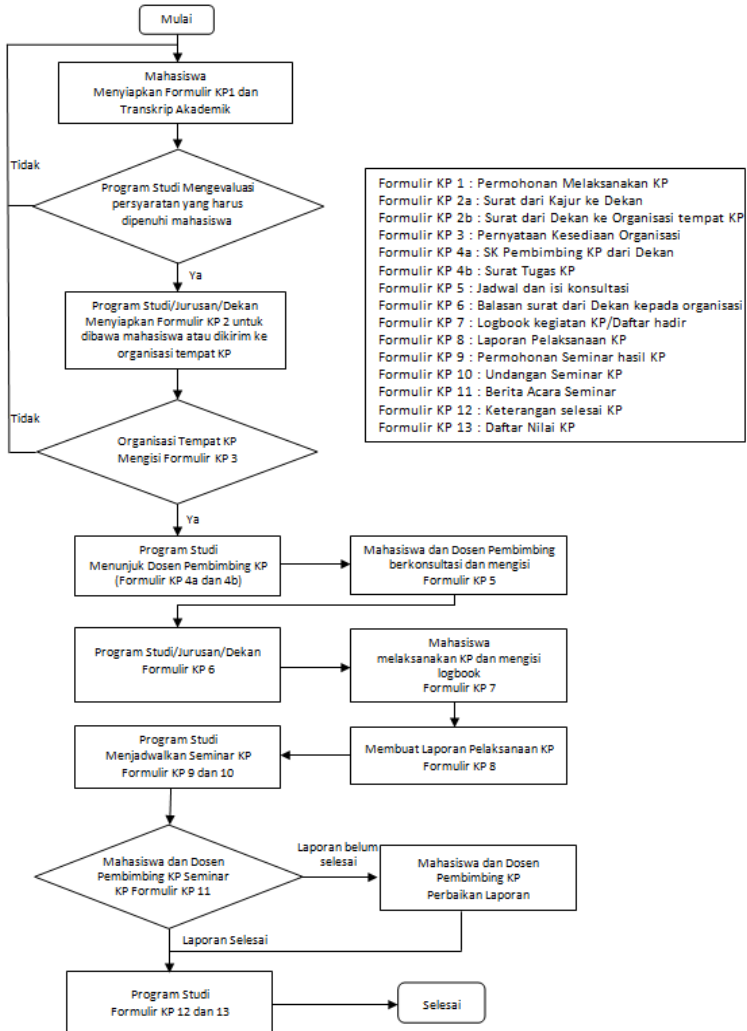 Mulai
Mahasiswa
Menyiapkan Formulir KP1 dan
Transkrip Akademik
Tidak
Program Studi Mengevaluasi
persyaratan yang harus
dipenuhi mahasiswa
Ya
Program Studi/Jurusan/Dekan
Menyiapkan Formulir KP 2 untuk
dibawa mahasiswa atau dikirim ke
organisasi tempat KP
Tidak
Organisasi Tempat KP
Mengisi Formulir KP 3
Ya
Formulir KP 1 : Permohonan Melaksanakan KP
Formulir KP 2a : Surat dari Kajur ke Dekan
Formulir KP 2b : Surat dari Dekan ke Organisasi tempat KP
Formulir KP 3 : Pernyataan Kesediaan Organisasi
Formulir KP 4a : SK Pembimbing KP dari Dekan
Formulir KP 4b : Surat Tugas KP
Formulir KP 5 : Jadwal dan isi konsultasi
Formulir KP 6 : Balasan surat dari Dekan kepada organisasi
Formulir KP 7 : Logbook kegiatan KP/Daftar hadir
Formulir KP 8 : Laporan Pelaksanaan KP
Formulir KP 9 : Permohonan Seminar hasil KP
Formulir KP 10 : Undangan Seminar KP
Formulir KP 11 : Berita Acara Seminar
Formulir KP 12 : Keterangan selesai KP
Formulir KP 13 : Daftar Nilai KP
Program Studi
Menunjuk Dosen Pembimbing KP
(Formulir KP 4a dan 4b)
Mahasiswa dan Dosen Pembimbing
berkonsultasi dan mengisi
Formulir KP 5
Program Studi/Jurusan/Dekan
Formulir KP 6
Mahasiswa
melaksanakan KP dan mengisi
logbook
Formulir KP 7
Program Studi
Menjadwalkan Seminar KP
Formulir KP 9 dan 10
Membuat Laporan Pelaksanaan KP
Formulir KP 8
Mahasiswa dan Dosen
Pembimbing KP Seminar
KP Formulir KP 11
Laporan belum
selesai
Mahasiswa dan Dosen
Pembimbing KP
Perbaikan Laporan
Laporan Selesai
Program Studi
Formulir KP 12 dan 13
Selesai